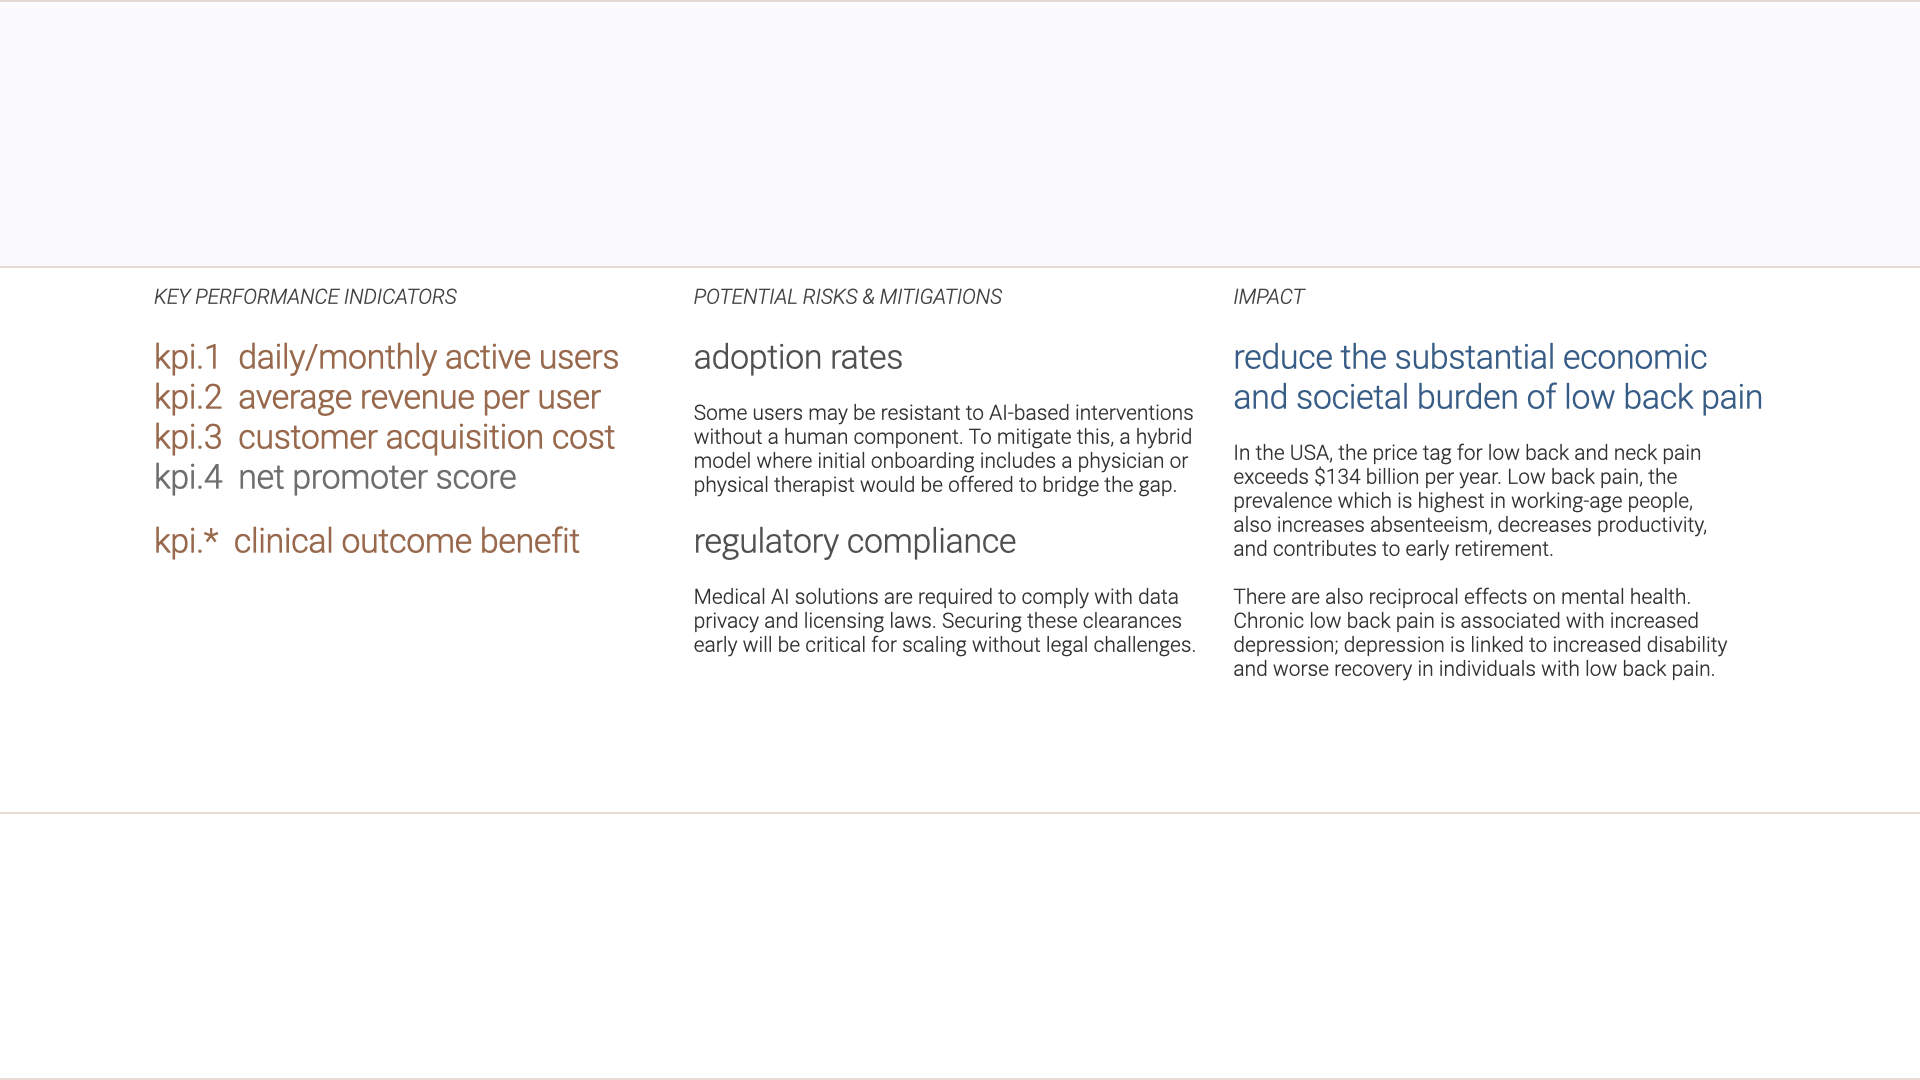 KEY PERFORMANCE INDICATORS
kpi.1 daily/monthly active users
kpi.2 average revenue per user
kpi.3 customer acquisition cost
kpi.4 net promoter score
kpi.* clinical outcome benefit
POTENTIAL RISKS & MITIGATIONS
adoption rates
Some users may be resistant to AI-based interventions
without a human component. To mitigate this, a hybrid
model where initial onboarding includes a physician or
physical therapist would be offered to bridge the gap.
regulatory compliance
Medical AI solutions are required to comply with data
privacy and licensing laws. Securing these clearances
early will be critical for scaling without legal challenges.
IMPACT
reduce the substantial economic
and societal burden of low back pain
In the USA, the price tag for low back and neck pain
exceeds $134 billion per year. Low back pain, the
prevalence which is highest in working-age people,
also increases absenteeism, decreases productivity,
and contributes to early retirement.
There are also reciprocal effects on mental health.
Chronic low back pain is associated with increased
depression; depression is linked to increased disability
and worse recovery in individuals with low back pain.